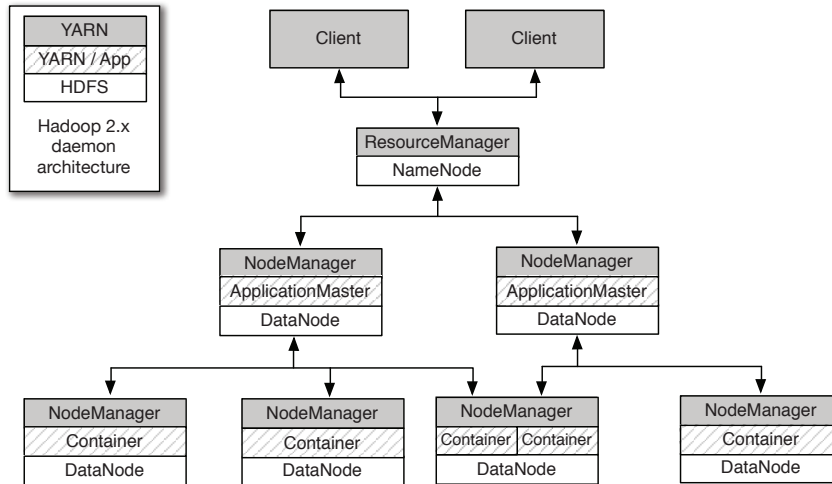 YARN
YARN / App
HDFS
Hadoop 2.x
daemon
architecture
Client Client
ResourceManager
NameNode
NodeManager NodeManager
ApplicationMaster ApplicationMaster
DataNode DataNode
NodeManager NodeManager NodeManager NodeManager
Container Container Container Container Container
DataNode DataNode DataNode DataNode